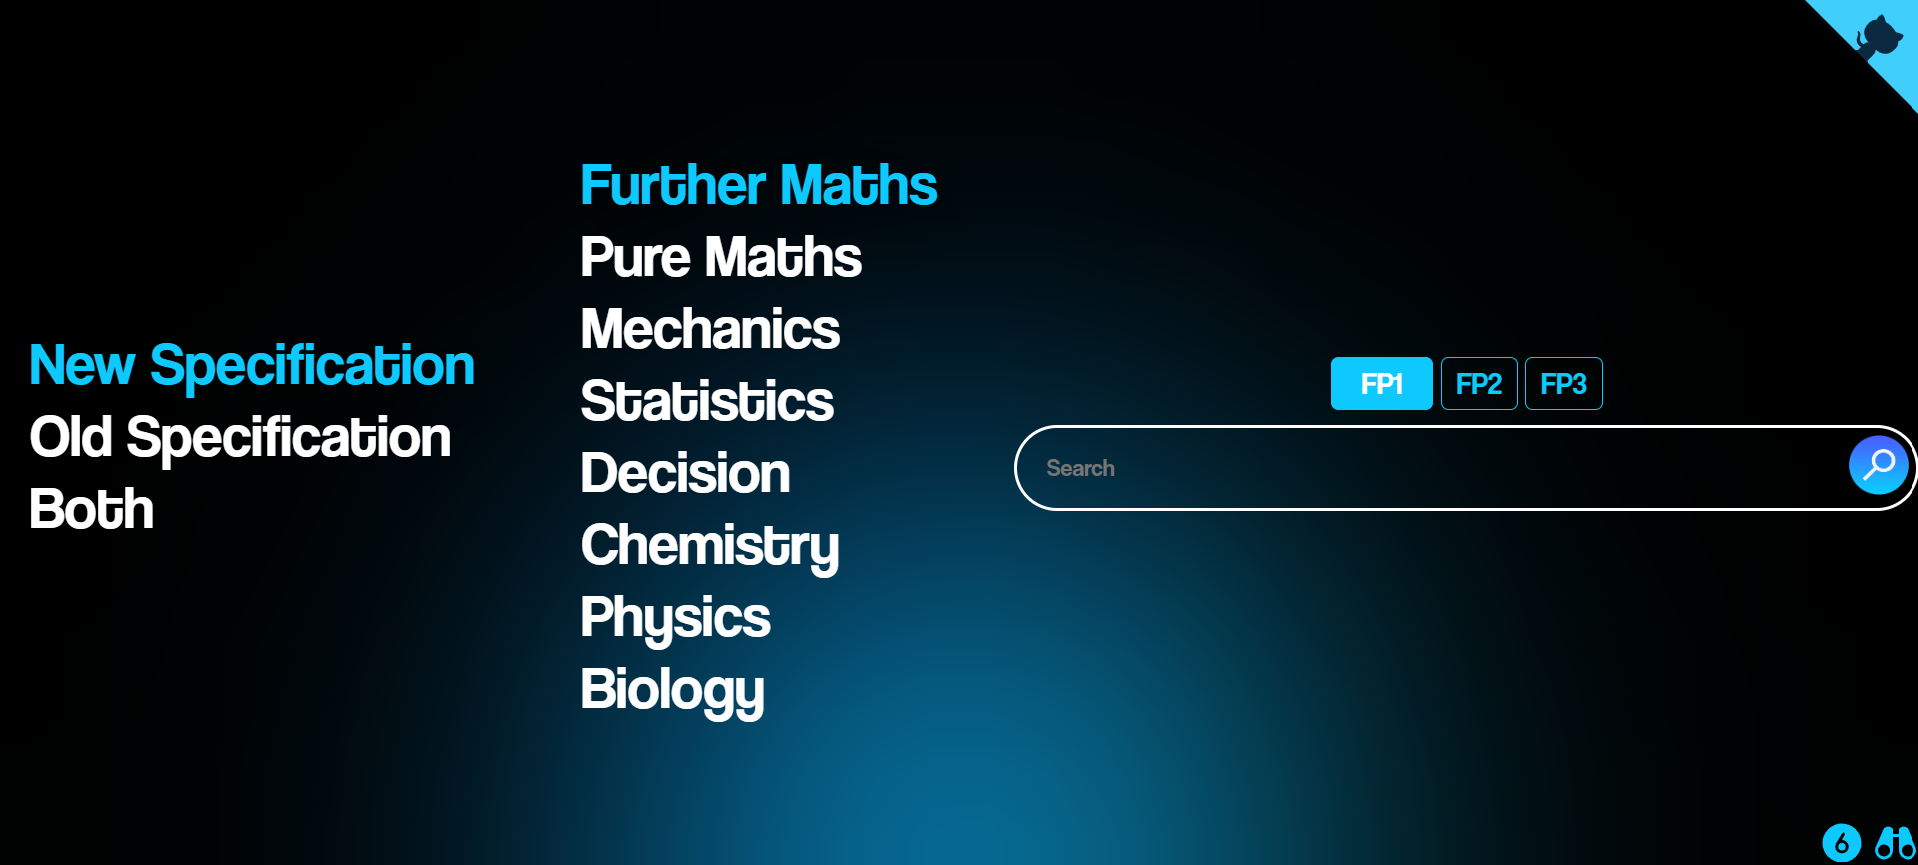 New Specification
Old Specification
Both
Further Maths
Pure Maths
Mechanics
Statistics
Decision
Chemistry
Physics
Biology
FP1 FP2 FP3
Search
6